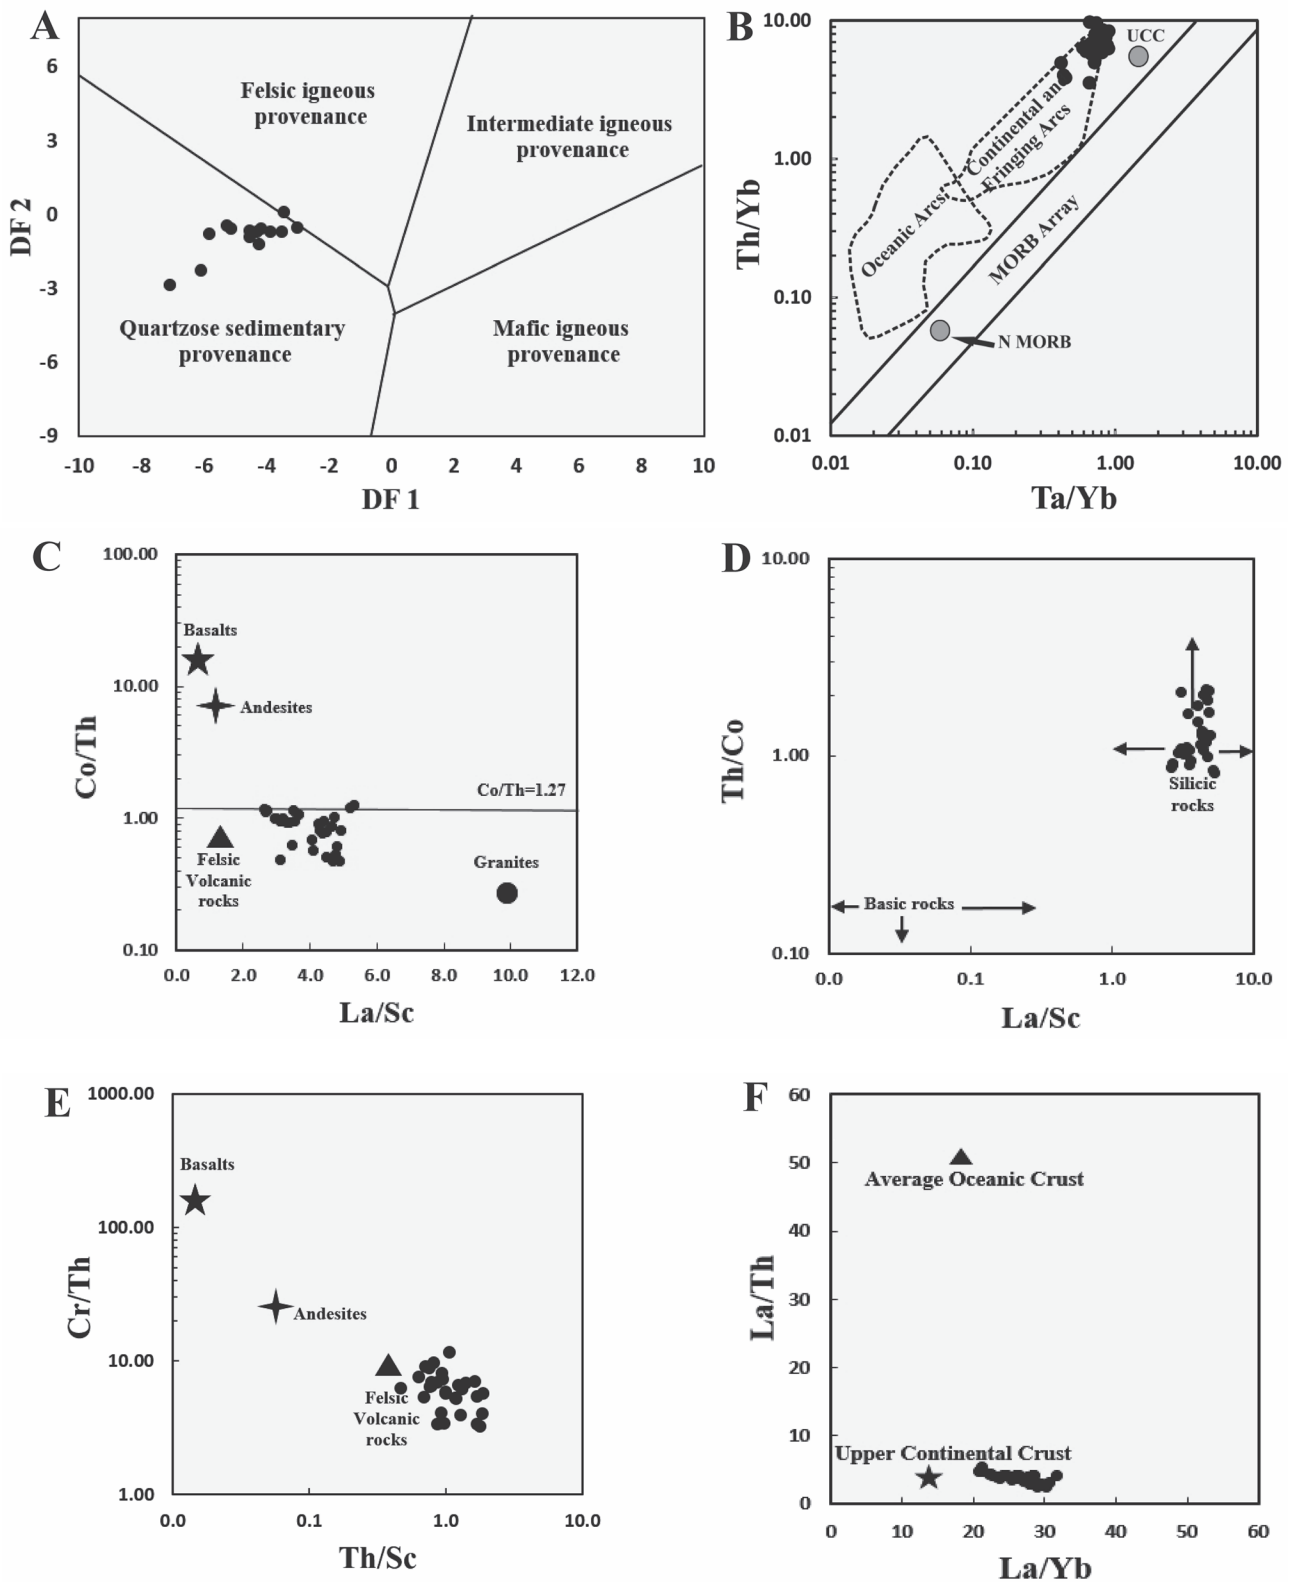 A
6
3
0
-3
-6
-9
DF 2
Felsic igneous
provenance
Intermediate igneous
provenance
Quartzose sedimentary
provenance
Mafic igneous
provenance
-10
-8
-6
-4
-2
0
2
4
6
8
10
DF 1
B
10.00
1.00
0.10
0.01
Th/Yb
UCC
Continental an
Fringing Arcs
Oceanic Arcs
MORB Array
N MORB
0.01
0.10
1.00
10.00
Ta/Yb
C
100.00
10.00
1.00
0.10
Co/Th
Basalts
Andesites
Co/Th=1.27
Felsic
Volcanic
rocks
Granites
0.0
2.0
4.0
6.0
8.0
10.0
12.0
La/Sc
D
10.00
1.00
0.10
Th/Co
Silicic
rocks
Basic rocks
0.0
0.1
1.0
10.0
La/Sc
E
1000.00
100.00
10.00
1.00
Cr/Th
Basalts
Andesites
Felsic
Volcanic
rocks
0.0
0.1
1.0
10.0
Th/Sc
F
60
50
40
30
20
10
0
La/Th
Average Oceanic Crust
Upper Continental Crust
0
10
20
30
40
50
60
La/Yb